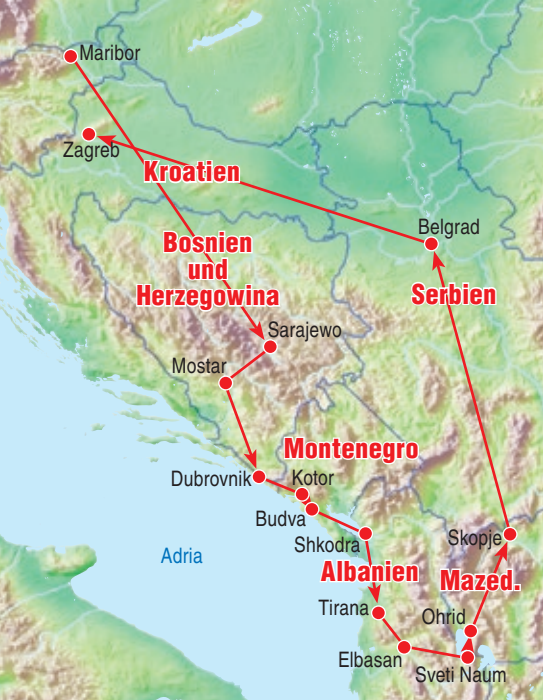 Maribor
Zagreb
Kroatien
Belgrad
Bosnien
und
Herzegowina
Serbien
Sarajewo
Mostar
Montenegro
Dubrovnik
Kotor
Budva
Shkodra
Skopje
Adria
Albanien
Mazed.
Tirana
Ohrid
Elbasan
Sveti Naum